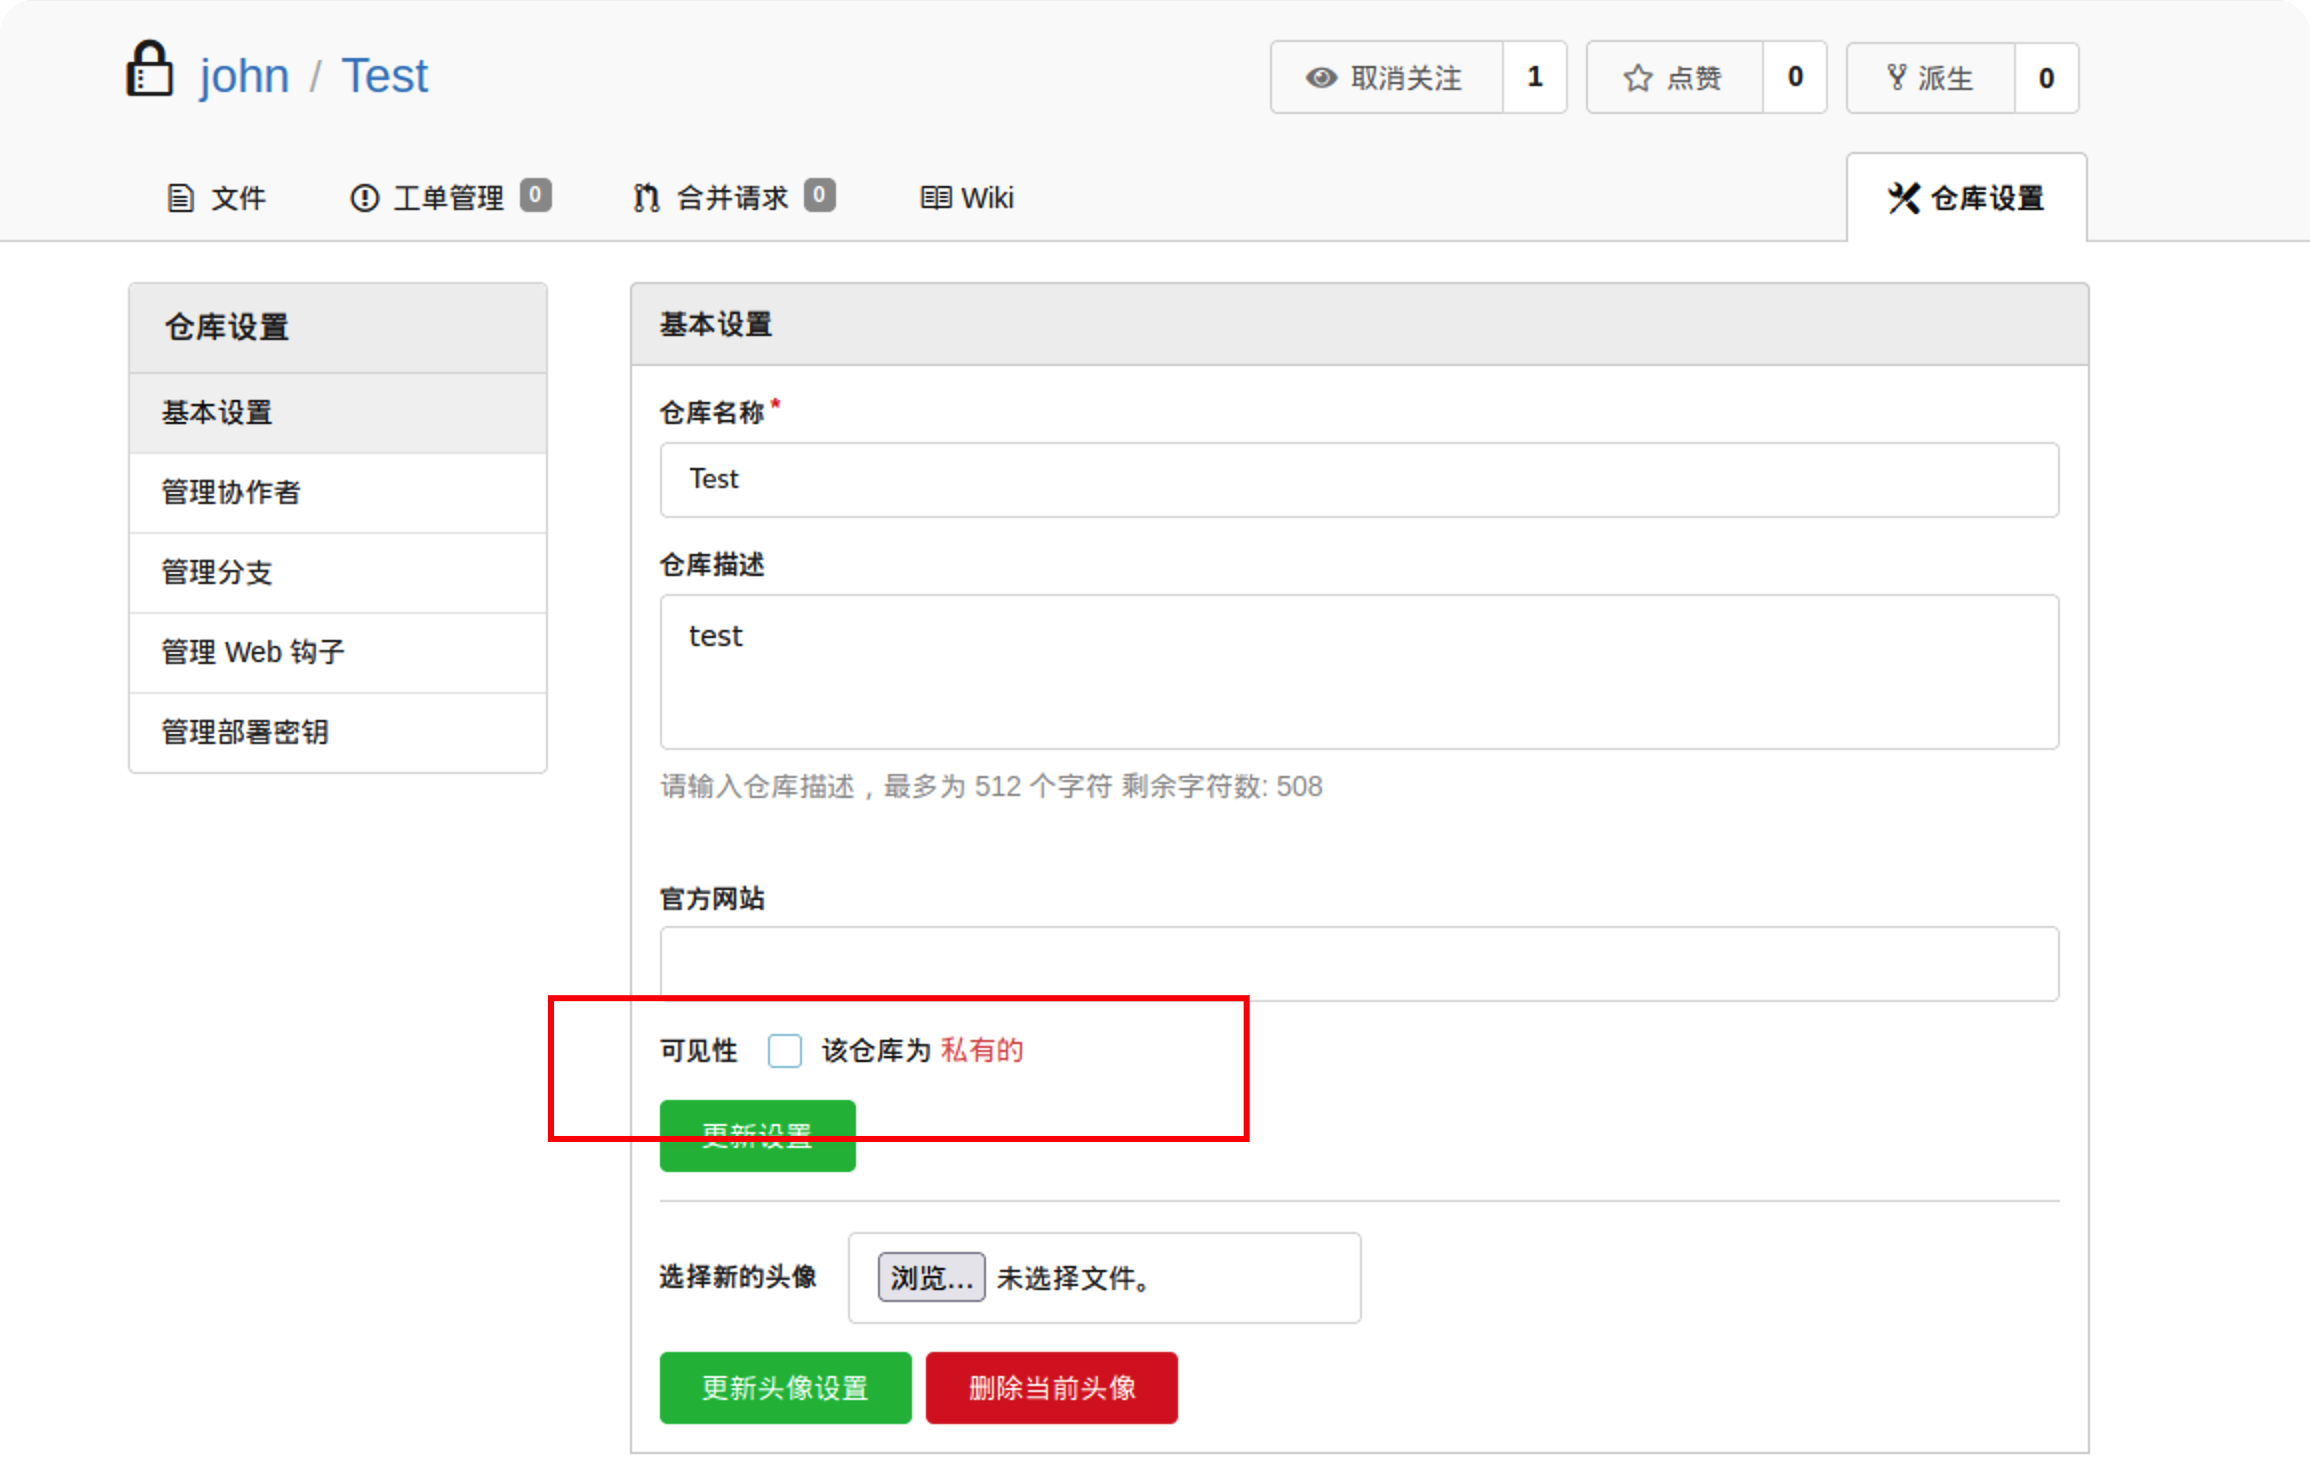 john / Test
取消关注 1
点赞 0
派生 0
文件
工单管理 0
合并请求 0
Wiki
仓库设置
仓库设置
基本设置
管理协作者
管理分支
管理 Web 钩子
管理部署密钥
基本设置
仓库名称*
Test
仓库描述
test
请输入仓库描述，最多为 512 个字符 剩余字符数: 508
官方网站
可见性 该仓库为 私有的
更新设置
选择新的头像 浏览... 未选择文件。
更新头像设置 删除当前头像